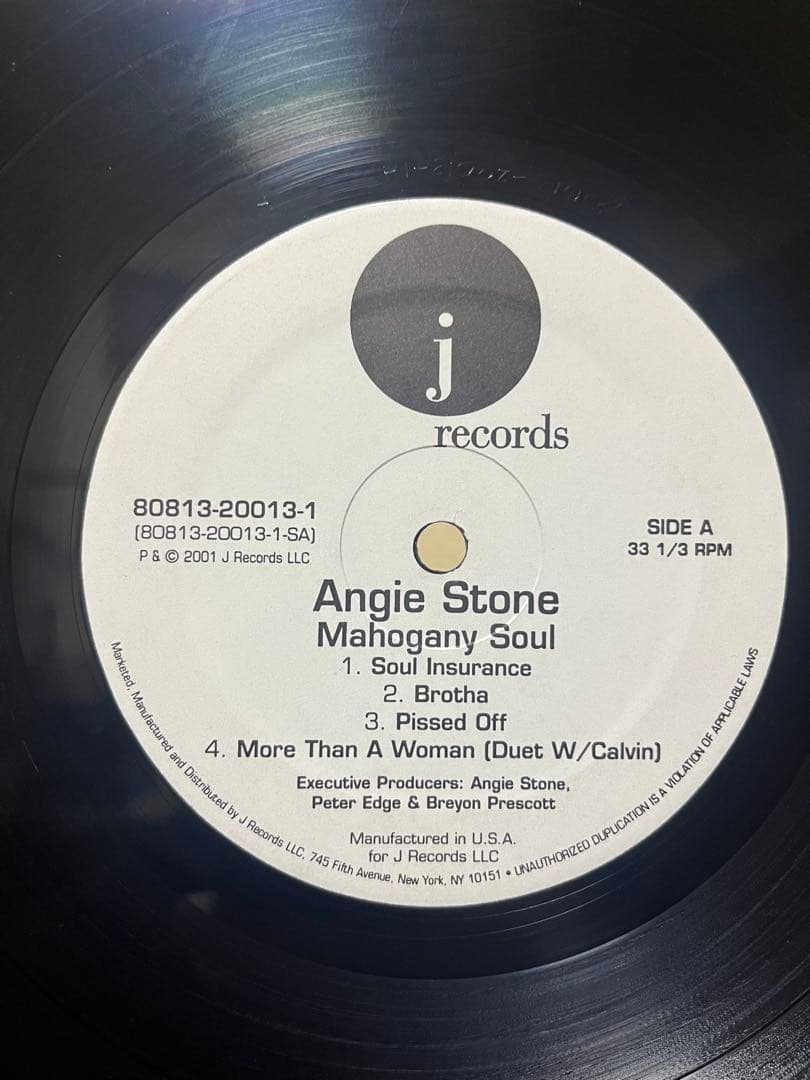 j
records
80813-20013-1
(80813-20013-1-SA)
P & © 2001 J Records LLC
SIDE A
33 1/3 RPM
Angie Stone
Mahogany Soul
1. Soul Insurance
2. Brotha
3. Pissed Off
4. More Than A Woman (Duet W/Calvin)
Executive Producers: Angie Stone,
Peter Edge & Breyon Prescott
Manufactured in U.S.A.
for J Records LLC
Marketed, Manufactured and Distributed by J Records LLC, 745 Fifth Avenue, New York, NY 10151 • UNAUTHORIZED DUPLICATION IS A VIOLATION OF APPLICABLE LAWS